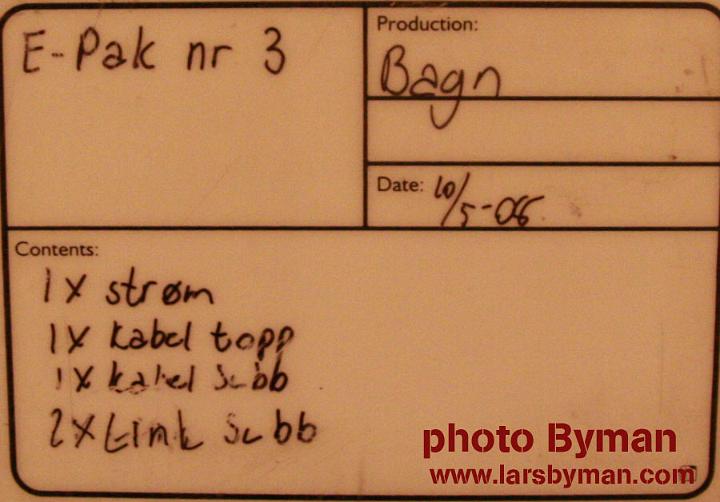 E-Pak nr 3
Production:
Bagn
Date: 10/5-06
Contents:
1 x strøm
1x kabel topp
1x kabel Subb
2x Link Subb
photo Byman
www.larsbyman.com